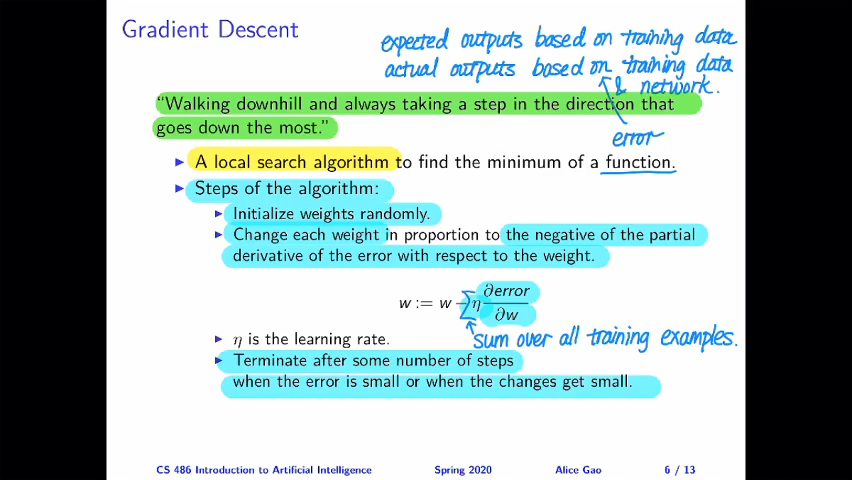 Gradient Descent
expected outputs based on training data
actual outputs based on training data
& network.
"Walking downhill and always taking a step in the direction that
goes down the most."
error
▶ A local search algorithm to find the minimum of a function.
▶ Steps of the algorithm:
▶ Initialize weights randomly.
▶ Change each weight in proportion to the negative of the partial
derivative of the error with respect to the weight.
w := w − ∑ η ∂error/∂w
sum over all training examples.
▶ η is the learning rate.
▶ Terminate after some number of steps
when the error is small or when the changes get small.
CS 486 Introduction to Artificial Intelligence Spring 2020 Alice Gao 6 / 13